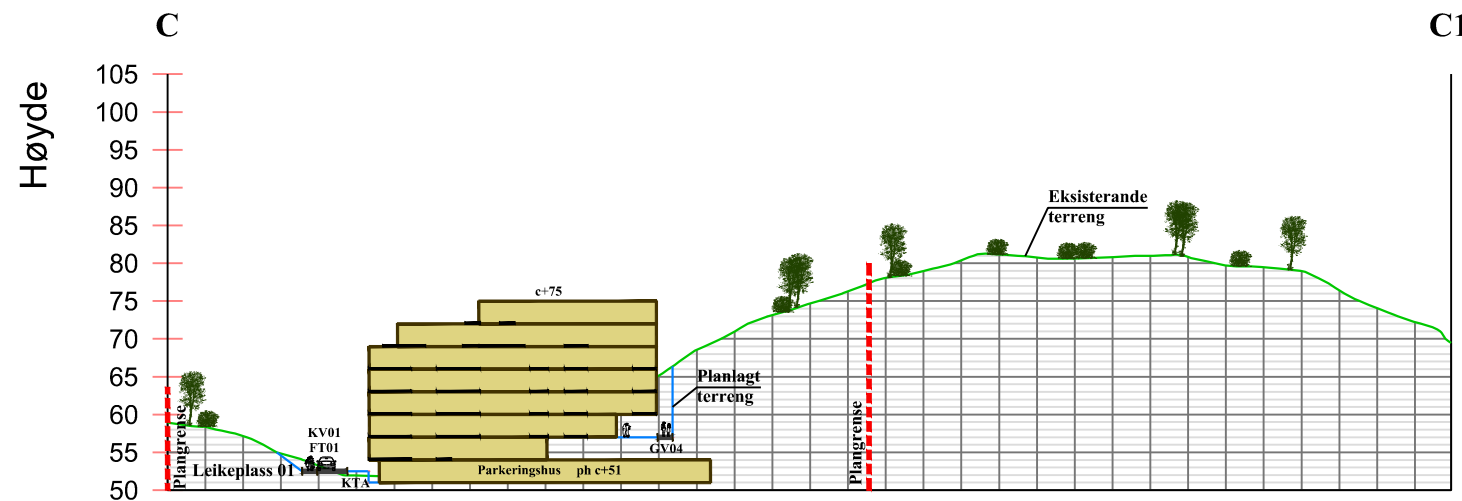 C
C1
Høyde
105
100
95
90
85
80
75
70
65
60
55
50
Eksisterande
terreng
c+75
Planlagt
terreng
Plangrense
KV01
FT01
Leikeplass 01
KTA
Parkeringshus ph c+51
GV04
Plangrense